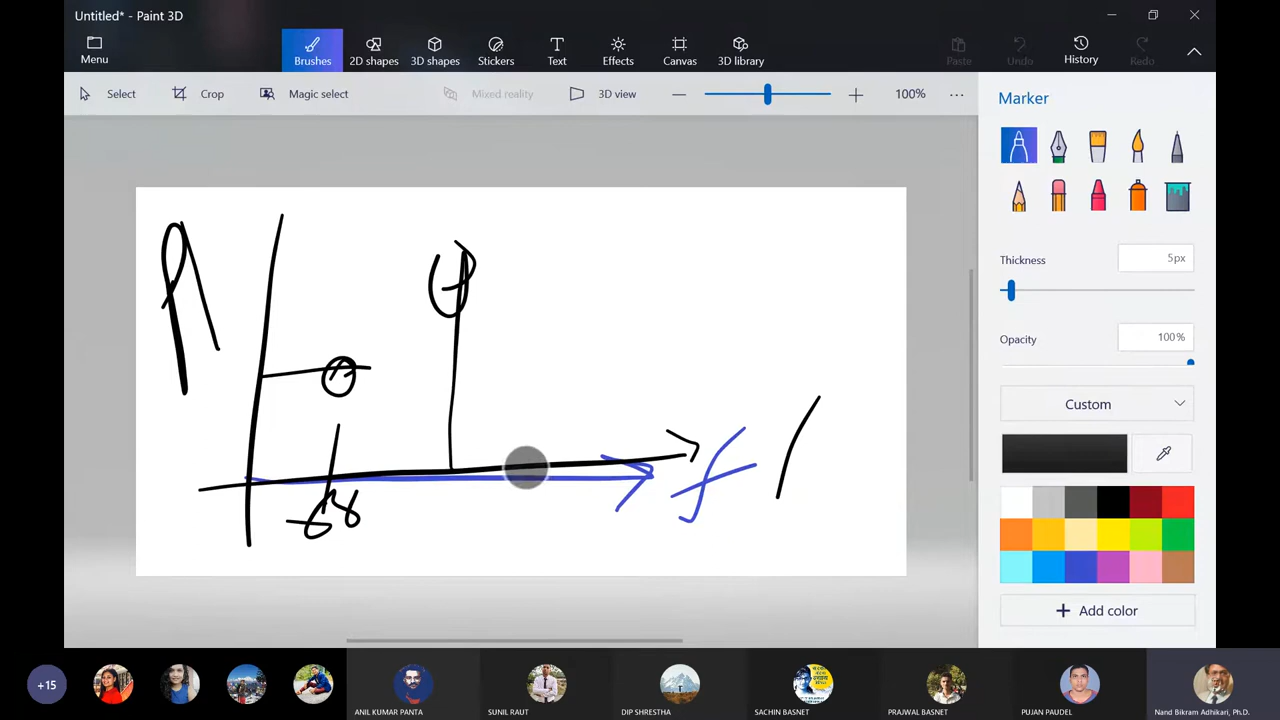 Untitled* - Paint 3D
Menu
Brushes 2D shapes 3D shapes Stickers Text Effects Canvas 3D library Paste Undo History Redo
Select Crop Magic select Mixed reality 3D view 100% ...
Marker
Thickness 5px
Opacity 100%
Custom
f
Add color
+15 ANIL KUMAR PANTA SUNIL RAUT DIP SHRESTHA SACHIN BASNET PRAJWAL BASNET PUJAN PAUDEL Nand Bikram Adhikari, Ph.D.